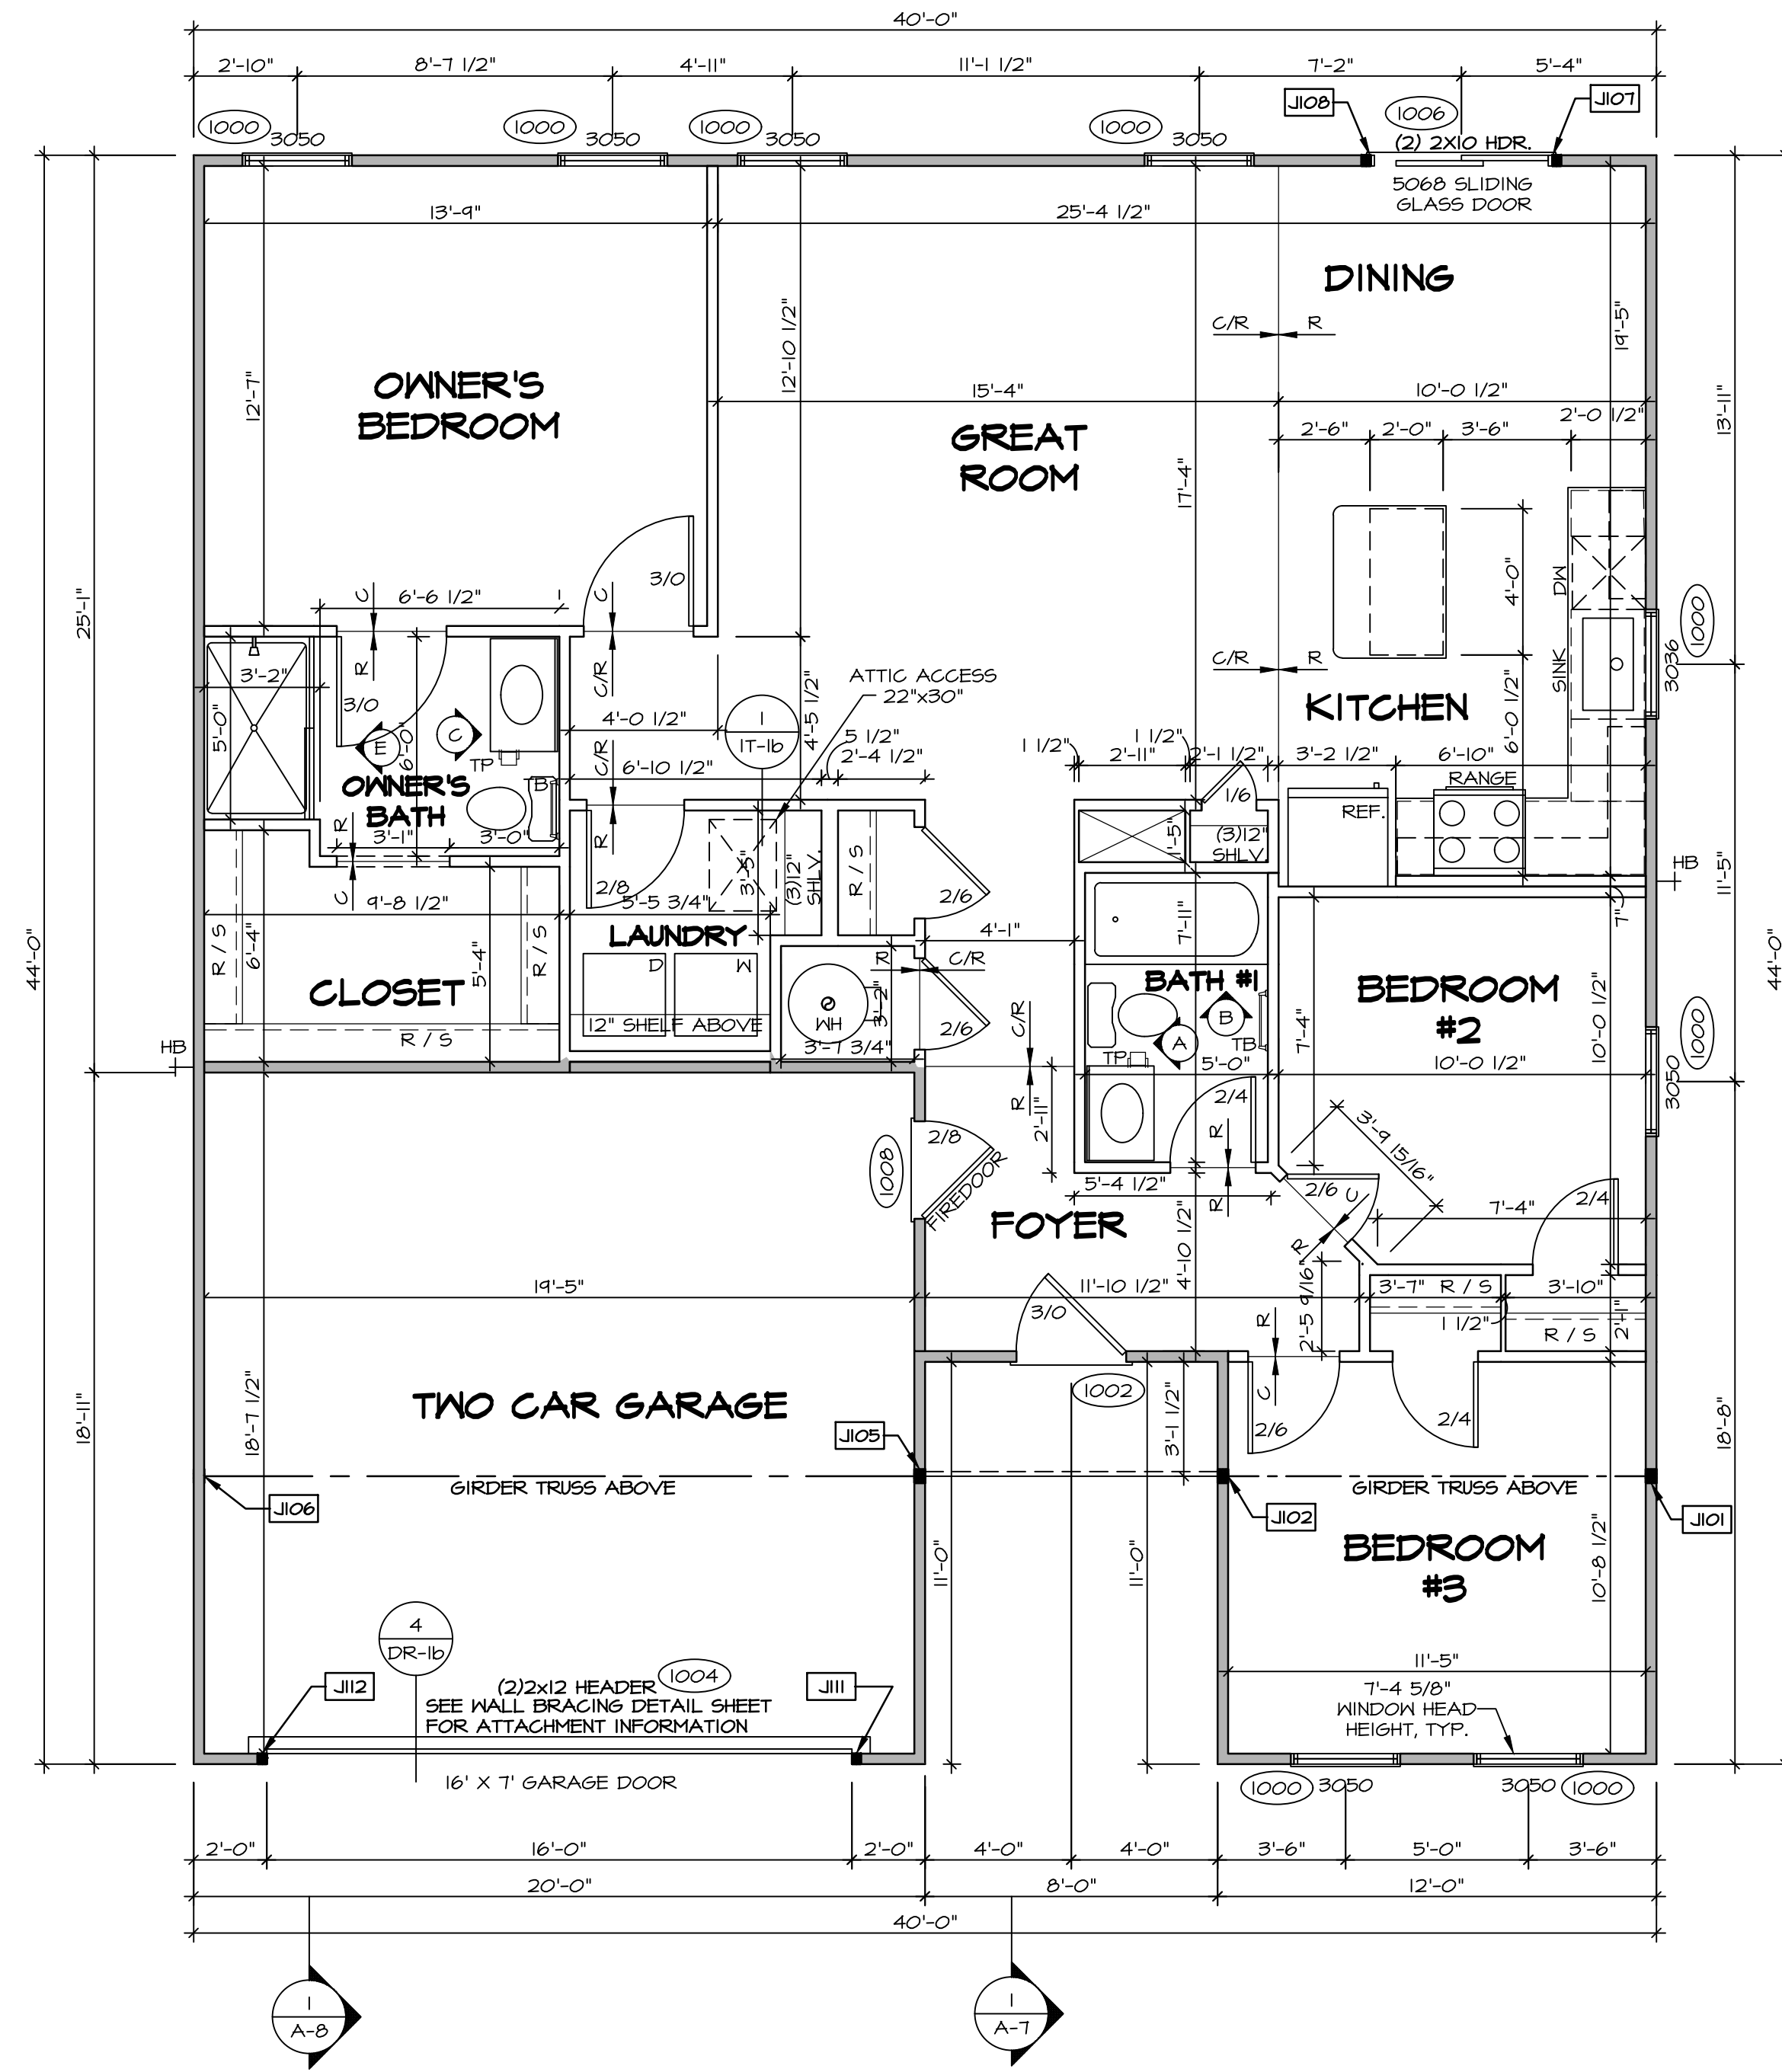 40'-0"
2'-10" 8'-7 1/2" 4'-11" 11'-1 1/2" 7'-2" 5'-4"
J108 1006 J107
1000 1000 1000 1000
3050 3050 3050 3050 (2) 2X10 HDR.
5068 SLIDING
GLASS DOOR
13'-9" 25'-4 1/2"
DINING
C/R R
12'-7" 12'-10 1/2" 19'-5"
OWNER'S
BEDROOM
15'-4" 10'-0 1/2"
13'-11"
2'-6" 2'-0" 3'-6" 2'-0 1/2"
GREAT
ROOM
17'-4"
25'-1"
3/0
4'-0"
DW
1000
3036
SINK
C 6'-6 1/2" C
R C/R
C/R R
3'-2"
5'-0"
3/0
E C
6'-0"
TP
TB
OWNER'S
BATH
4'-0 1/2"
1
1T-1b
ATTIC ACCESS
22"x30"
4'-5 1/2"
5 1/2"
C/R 6'-10 1/2" 2'-4 1/2"
R
KITCHEN
6'-0 1/2"
1 1/2" 1 1/2"
2'-11" 2'-1 1/2" 3'-2 1/2" 6'-10"
RANGE
REF.
1/6
1'-5" (3)12"
SHLV.
R 3'-1" 3'-0"
C
9'-8 1/2"
2/8
5'-5 3/4"
3'-5"
(3)12"
SHLV.
R / S
2/6
HB
11'-5"
7"
R / S 6'-4" 5'-4" R / S
LAUNDRY
D W
12" SHELF ABOVE
CLOSET
R / S
WH
3'-2"
3'-7 3/4"
R C/R
2/6
4'-1"
7'-11"
BATH #1
B
A
TP TB
5'-0"
C/R
R
2'-11"
2/4
R
R
5'-4 1/2"
BEDROOM
#2
7'-4"
10'-0 1/2"
10'-0 1/2"
1000
3050
3'-9 15/16"
2/6
C
R
7'-4"
2/4
44'-0"
44'-0"
HB
1008
2/8
FIREDOOR
FOYER
4'-10 1/2"
19'-5" 11'-10 1/2"
2'-5 9/16"
3'-7" R / S 3'-10"
1 1/2"
R / S
2'-1"
3/0
R
C
1002
2/6
2/4
3'-1 1/2"
18'-11"
18'-7 1/2"
TWO CAR GARAGE
J105
GIRDER TRUSS ABOVE GIRDER TRUSS ABOVE
J106 J102 J101
18'-8"
BEDROOM
#3
10'-8 1/2"
11'-0" 11'-0"
4
DR-1b
11'-5"
J112 (2)2x12 HEADER 1004 J111
SEE WALL BRACING DETAIL SHEET
FOR ATTACHMENT INFORMATION
7'-4 5/8"
WINDOW HEAD
HEIGHT, TYP.
16' X 7' GARAGE DOOR
1000 3050 3050 1000
2'-0" 16'-0" 2'-0" 4'-0" 4'-0" 3'-6" 5'-0" 3'-6"
20'-0" 8'-0" 12'-0"
40'-0"
1
A-8
1
A-7